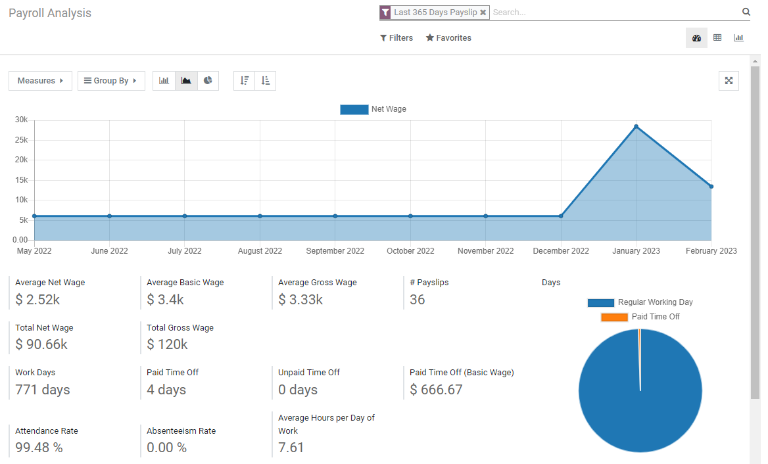 Payroll Analysis
Last 365 Days Payslip ✖ Search...
Filters Favorites
Measures Group By
Net Wage
30k
25k
20k
15k
10k
5k
0.00
May 2022 June 2022 July 2022 August 2022 September 2022 October 2022 November 2022 December 2022 January 2023 February 2023
Average Net Wage Average Basic Wage Average Gross Wage # Payslips Days
$ 2.52k $ 3.4k $ 3.33k 36
Regular Working Day
Paid Time Off
Total Net Wage Total Gross Wage
$ 90.66k $ 120k
Work Days Paid Time Off Unpaid Time Off Paid Time Off (Basic Wage)
771 days 4 days 0 days $ 666.67
Attendance Rate Absenteeism Rate Average Hours per Day of
Work
99.48 % 0.00 % 7.61